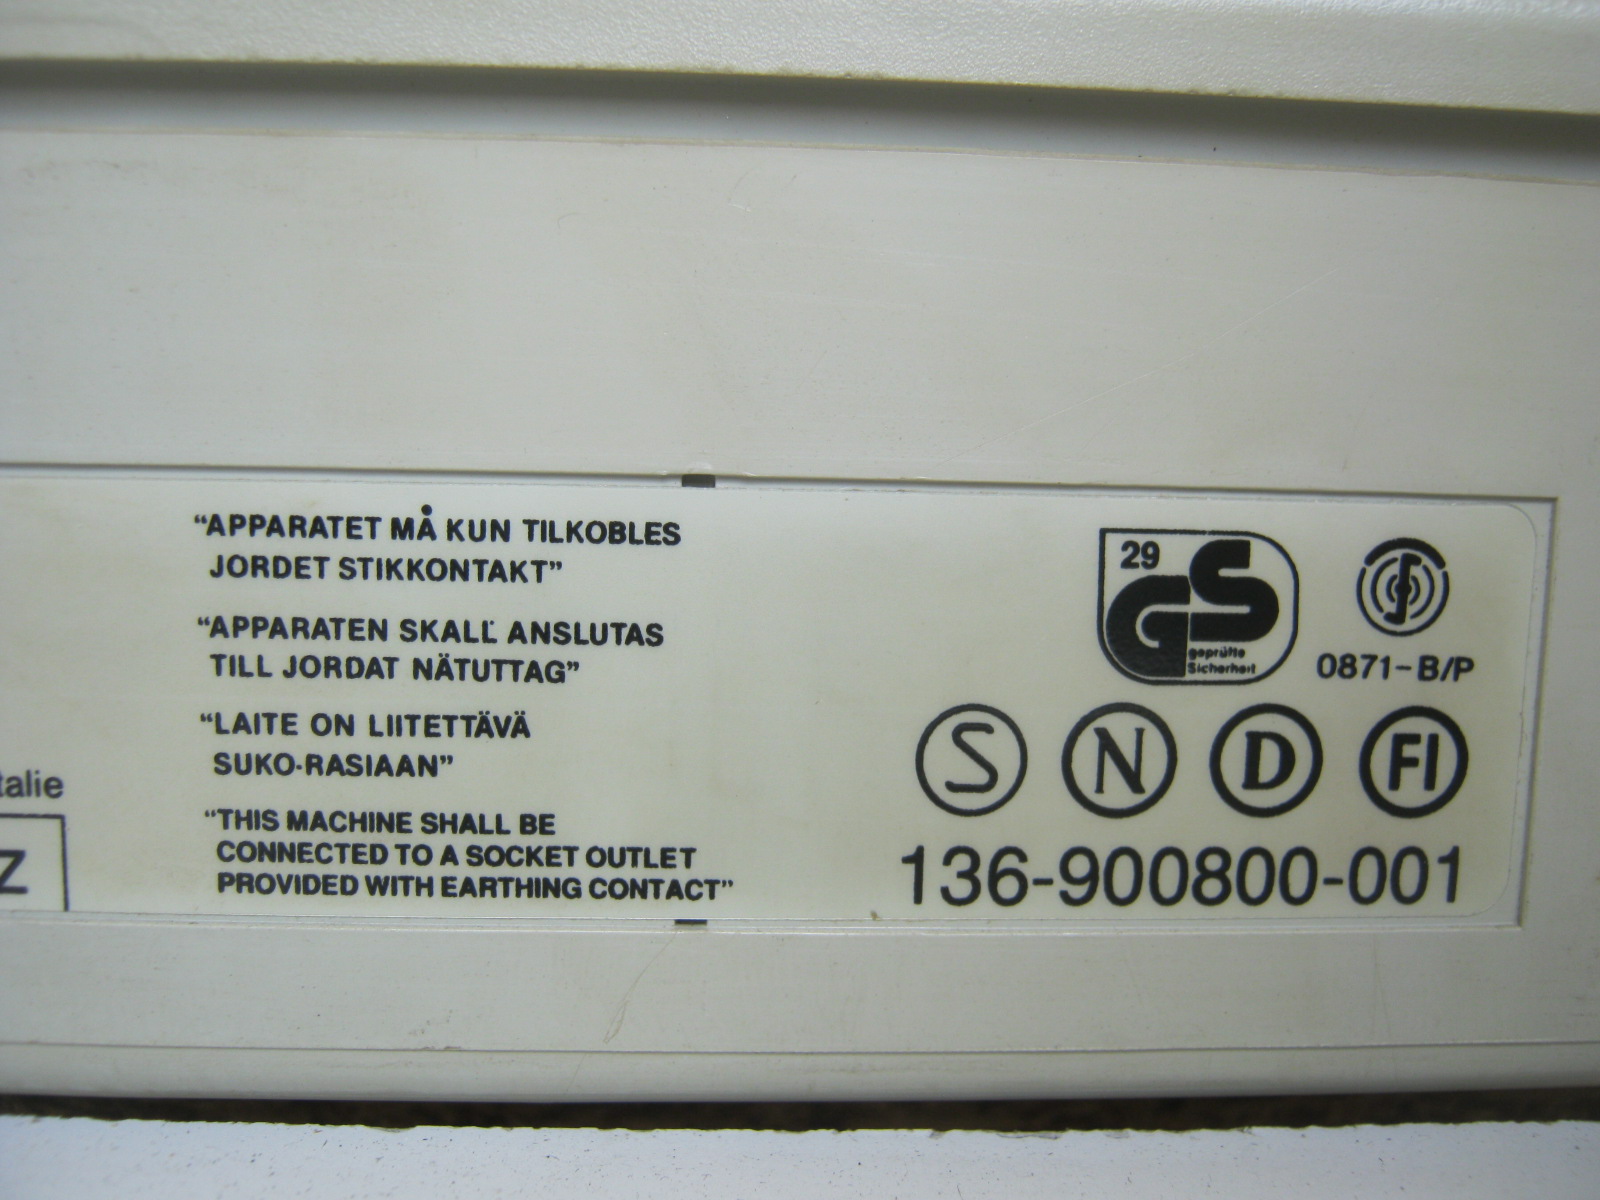 "APPARATET MÅ KUN TILKOBLES
JORDET STIKKONTAKT"
"APPARATEN SKALL ANSLUTAS
TILL JORDAT NÄTUTTAG"
"LAITE ON LIITETTÄVÄ
SUKO-RASIAAN"
"THIS MACHINE SHALL BE
CONNECTED TO A SOCKET OUTLET
PROVIDED WITH EARTHING CONTACT"
talie
Z
29
GS
geprüfte
Sicherheit
0871-B/P
S N D FI
136-900800-001